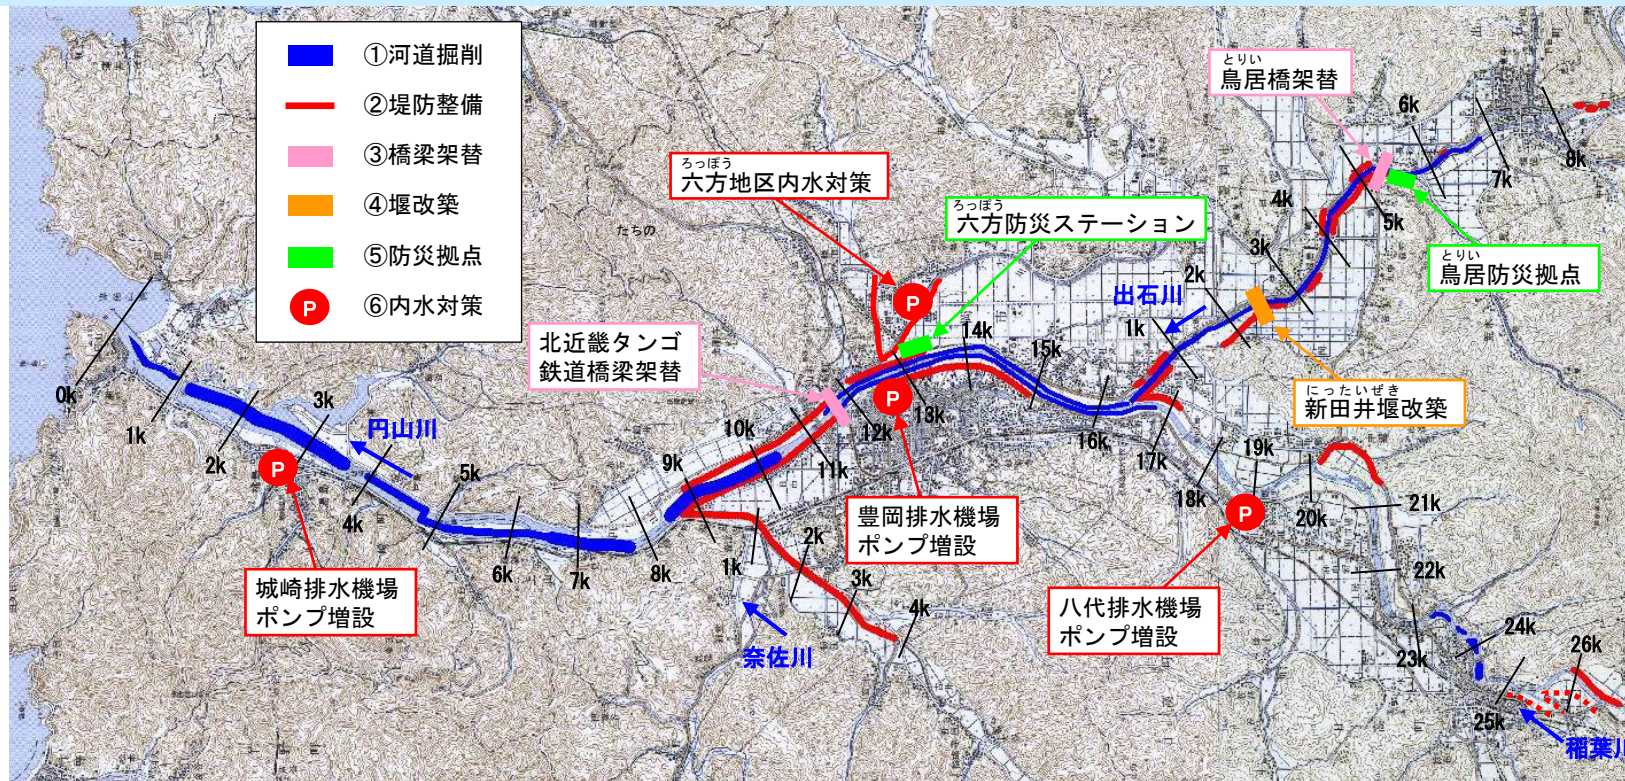 ①河道掘削
②堤防整備
③橋梁架替
④堰改築
⑤防災拠点
P ⑥内水対策
とりい
鳥居橋架替
ろっぽう
六方地区内水対策
ろっぽう
六方防災ステーション
とりい
鳥居防災拠点
にったいぜき
新田井堰改築
北近畿タンゴ
鉄道橋梁架替
豊岡排水機場
ポンプ増設
城崎排水機場
ポンプ増設
八代排水機場
ポンプ増設
円山川
出石川
奈佐川
稲葉川
たちの
P
P
P
P
0k
1k
2k
3k
4k
5k
6k
7k
8k
9k
10k
11k
12k
13k
14k
15k
16k
17k
18k
19k
20k
21k
22k
23k
24k
25k
26k
1k
2k
3k
4k
5k
6k
7k
8k
1k
2k
3k
4k